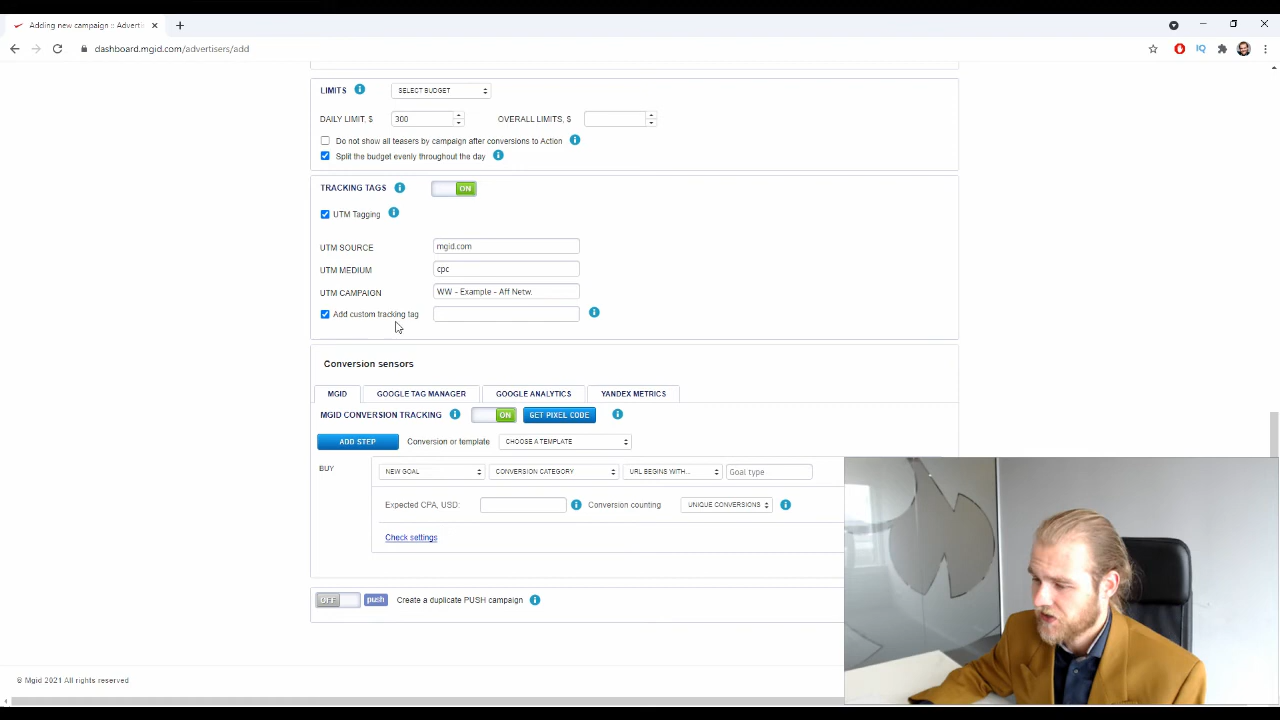 Adding new campaign :: Adverti
dashboard.mgid.com/advertisers/add
IQ
LIMITS
SELECT BUDGET
DAILY LIMIT, $
300
OVERALL LIMITS, $
Do not show all teasers by campaign after conversions to Action
Split the budget evenly throughout the day.
TRACKING TAGS
ON
UTM Tagging
UTM SOURCE
mgid.com
UTM MEDIUM
cpc
UTM CAMPAIGN
WW - Example - Aff Netw.
Add custom tracking tag
Conversion sensors
MGID
GOOGLE TAG MANAGER
GOOGLE ANALYTICS
YANDEX METRICS
MGID CONVERSION TRACKING
ON
GET PIXEL CODE
ADD STEP
Conversion or template
CHOOSE A TEMPLATE
BUY
NEW GOAL
CONVERSION CATEGORY
URL BEGINS WITH...
Goal type
Expected CPA, USD:
Conversion counting
UNIQUE CONVERSIONS
Check settings
OFF
push
Create a duplicate PUSH campaign
© Mgid 2021 All rights reserved